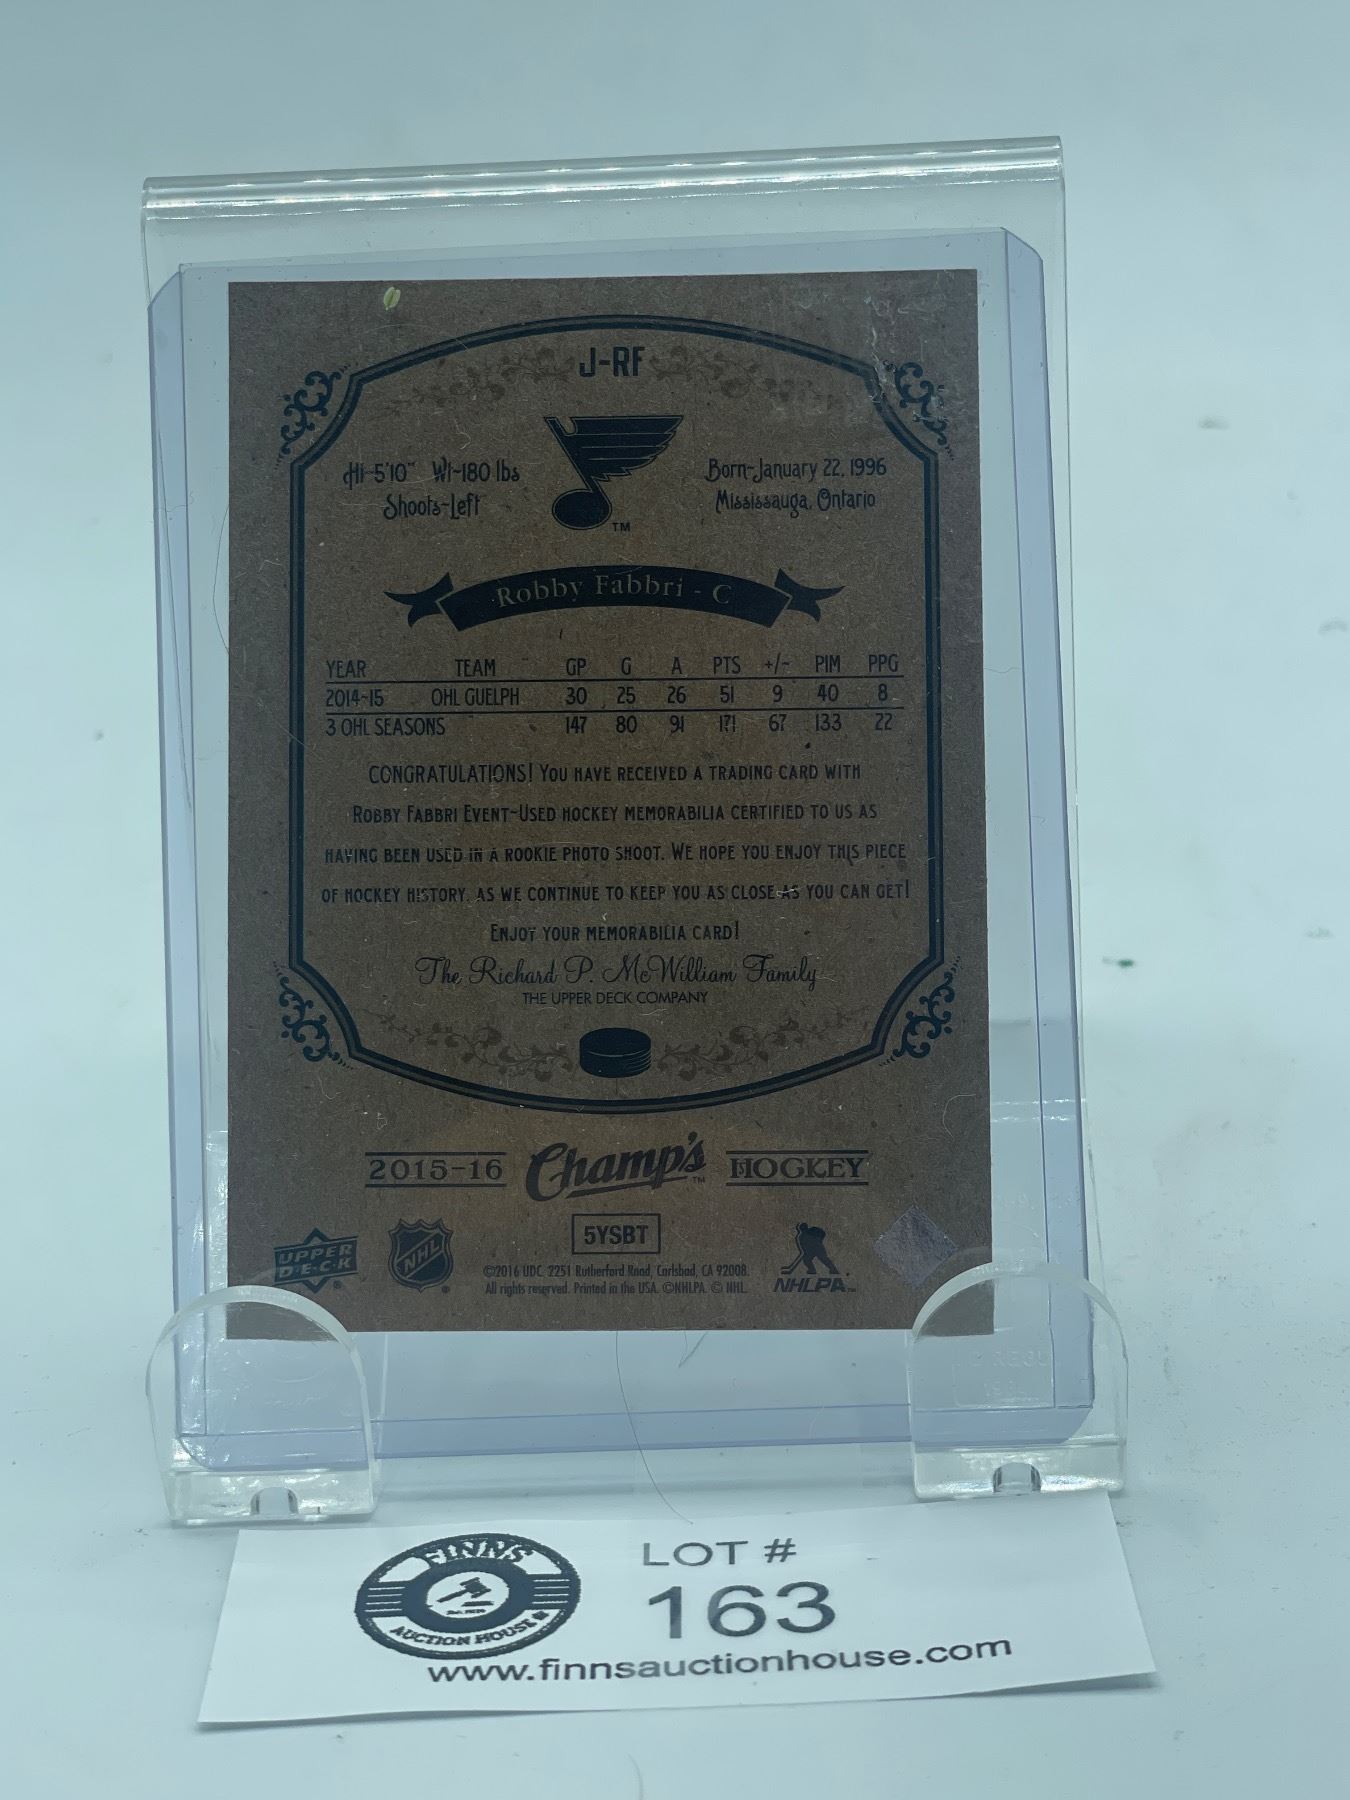 J-RF
Ht-5'10" Wt-180 lbs
Shoots-Left
Born-January 22, 1996
Mississauga, Ontario
TM
Robby Fabbri - C
YEAR TEAM GP G A PTS +/- PIM PPG
2014-15 OHL GUELPH 30 25 26 51 9 40 8
3 OHL SEASONS 147 80 91 171 67 133 22
CONGRATULATIONS! YOU HAVE RECEIVED A TRADING CARD WITH
ROBBY FABBRI EVENT-USED HOCKEY MEMORABILIA CERTIFIED TO US AS
HAVING BEEN USED IN A ROOKIE PHOTO SHOOT. WE HOPE YOU ENJOY THIS PIECE
OF HOCKEY HISTORY, AS WE CONTINUE TO KEEP YOU AS CLOSE AS YOU CAN GET!
ENJOY YOUR MEMORABILIA CARD!
The Richard P. McWilliam Family
THE UPPER DECK COMPANY
2015-16 Champ's TM HOCKEY
5YSBT
UPPER DECK
NHL
©2016 UDC. 2251 Rutherford Road, Carlsbad, CA 92008.
All rights reserved. Printed in the USA. ©NHLPA. © NHL.
NHLPA TM
FINNS
AUCTION HOUSE
LOT #
163
www.finnsauctionhouse.com